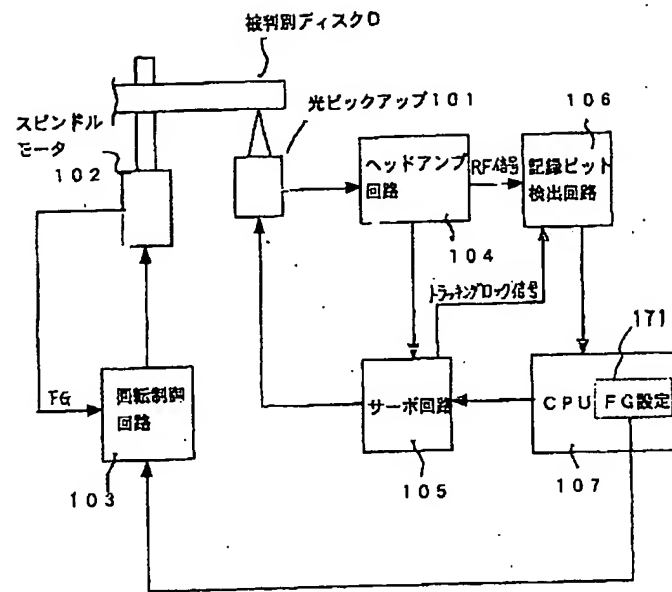 被判別ディスクD
光ピックアップ101
スピンドル
モータ
102
ヘッドアンプ
回路
104
RF信号
106
記録ピット
検出回路
トラッキングロック信号
171
FG
回転制御
回路
103
サーボ回路
105
CPU
FG設定
107